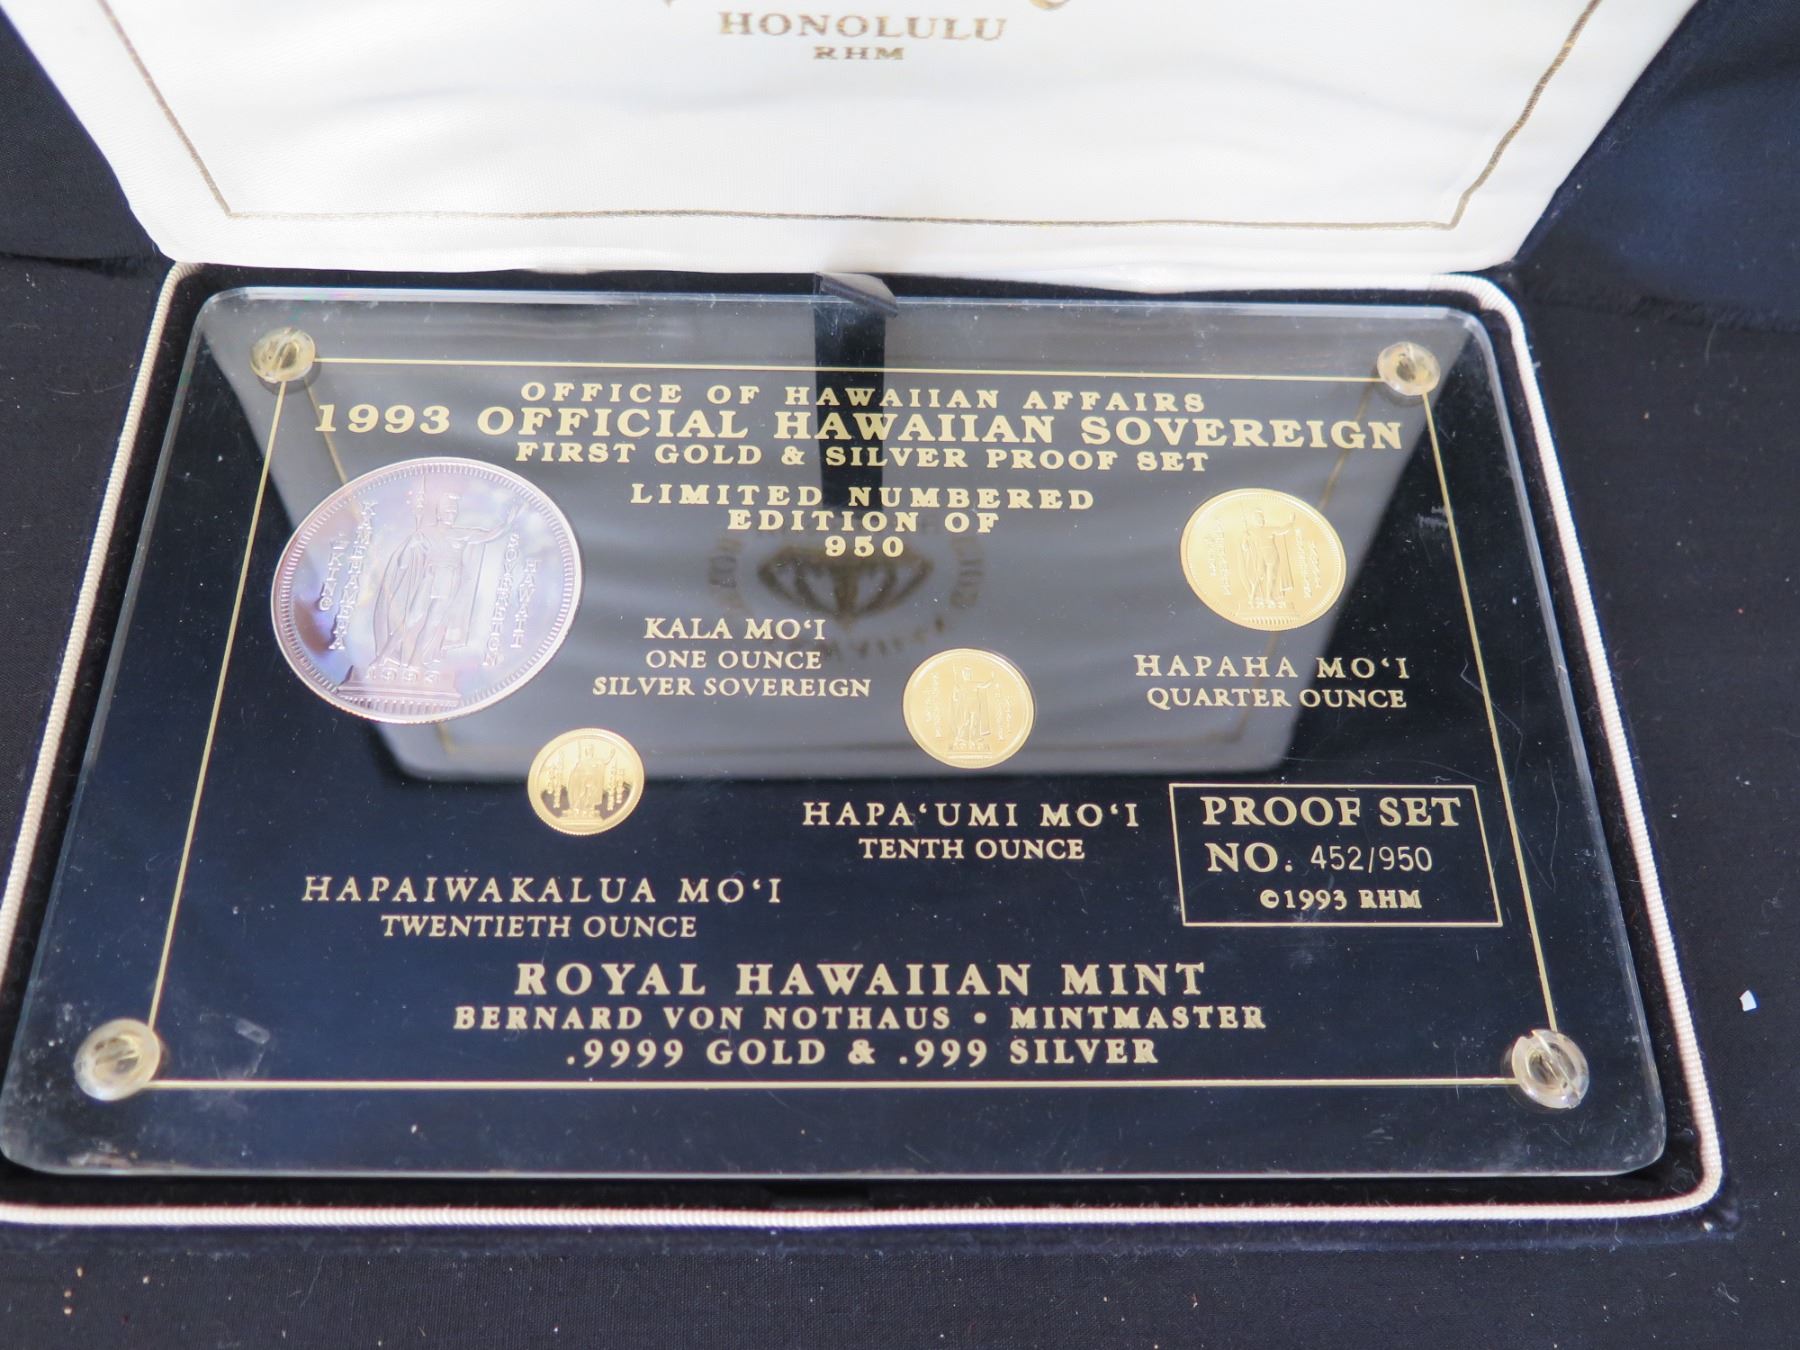 HONOLULU
RHM
OFFICE OF HAWAIIAN AFFAIRS
1993 OFFICIAL HAWAIIAN SOVEREIGN
FIRST GOLD & SILVER PROOF SET
LIMITED NUMBERED
EDITION OF
950
KALA MOʻI
ONE OUNCE
SILVER SOVEREIGN
HAPAHA MOʻI
QUARTER OUNCE
HAPAʻUMI MOʻI
TENTH OUNCE
HAPAIWAKALUA MOʻI
TWENTIETH OUNCE
PROOF SET
NO. 452/950
©1993 RHM
ROYAL HAWAIIAN MINT
BERNARD VON NOTHAUS • MINTMASTER
.9999 GOLD & .999 SILVER
1993